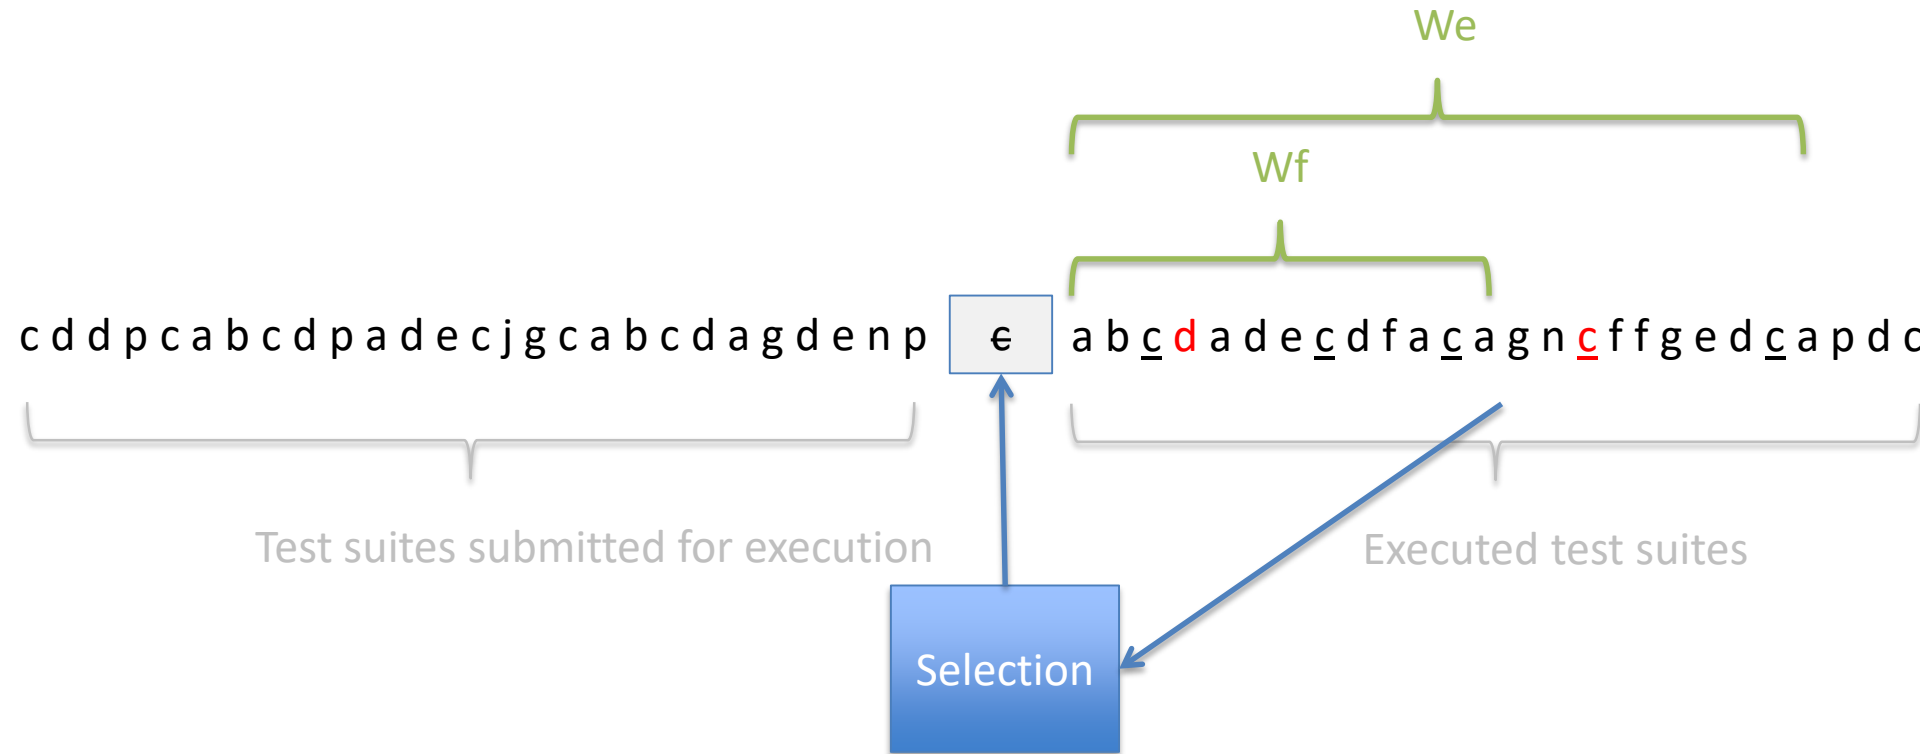 We
Wf
c d d p c a b c d p a d e c j g c a b c d a g d e n p c a b c d a d e c d f a c a g n c f f g e d c a p d c
Test suites submitted for execution Executed test suites
Selection